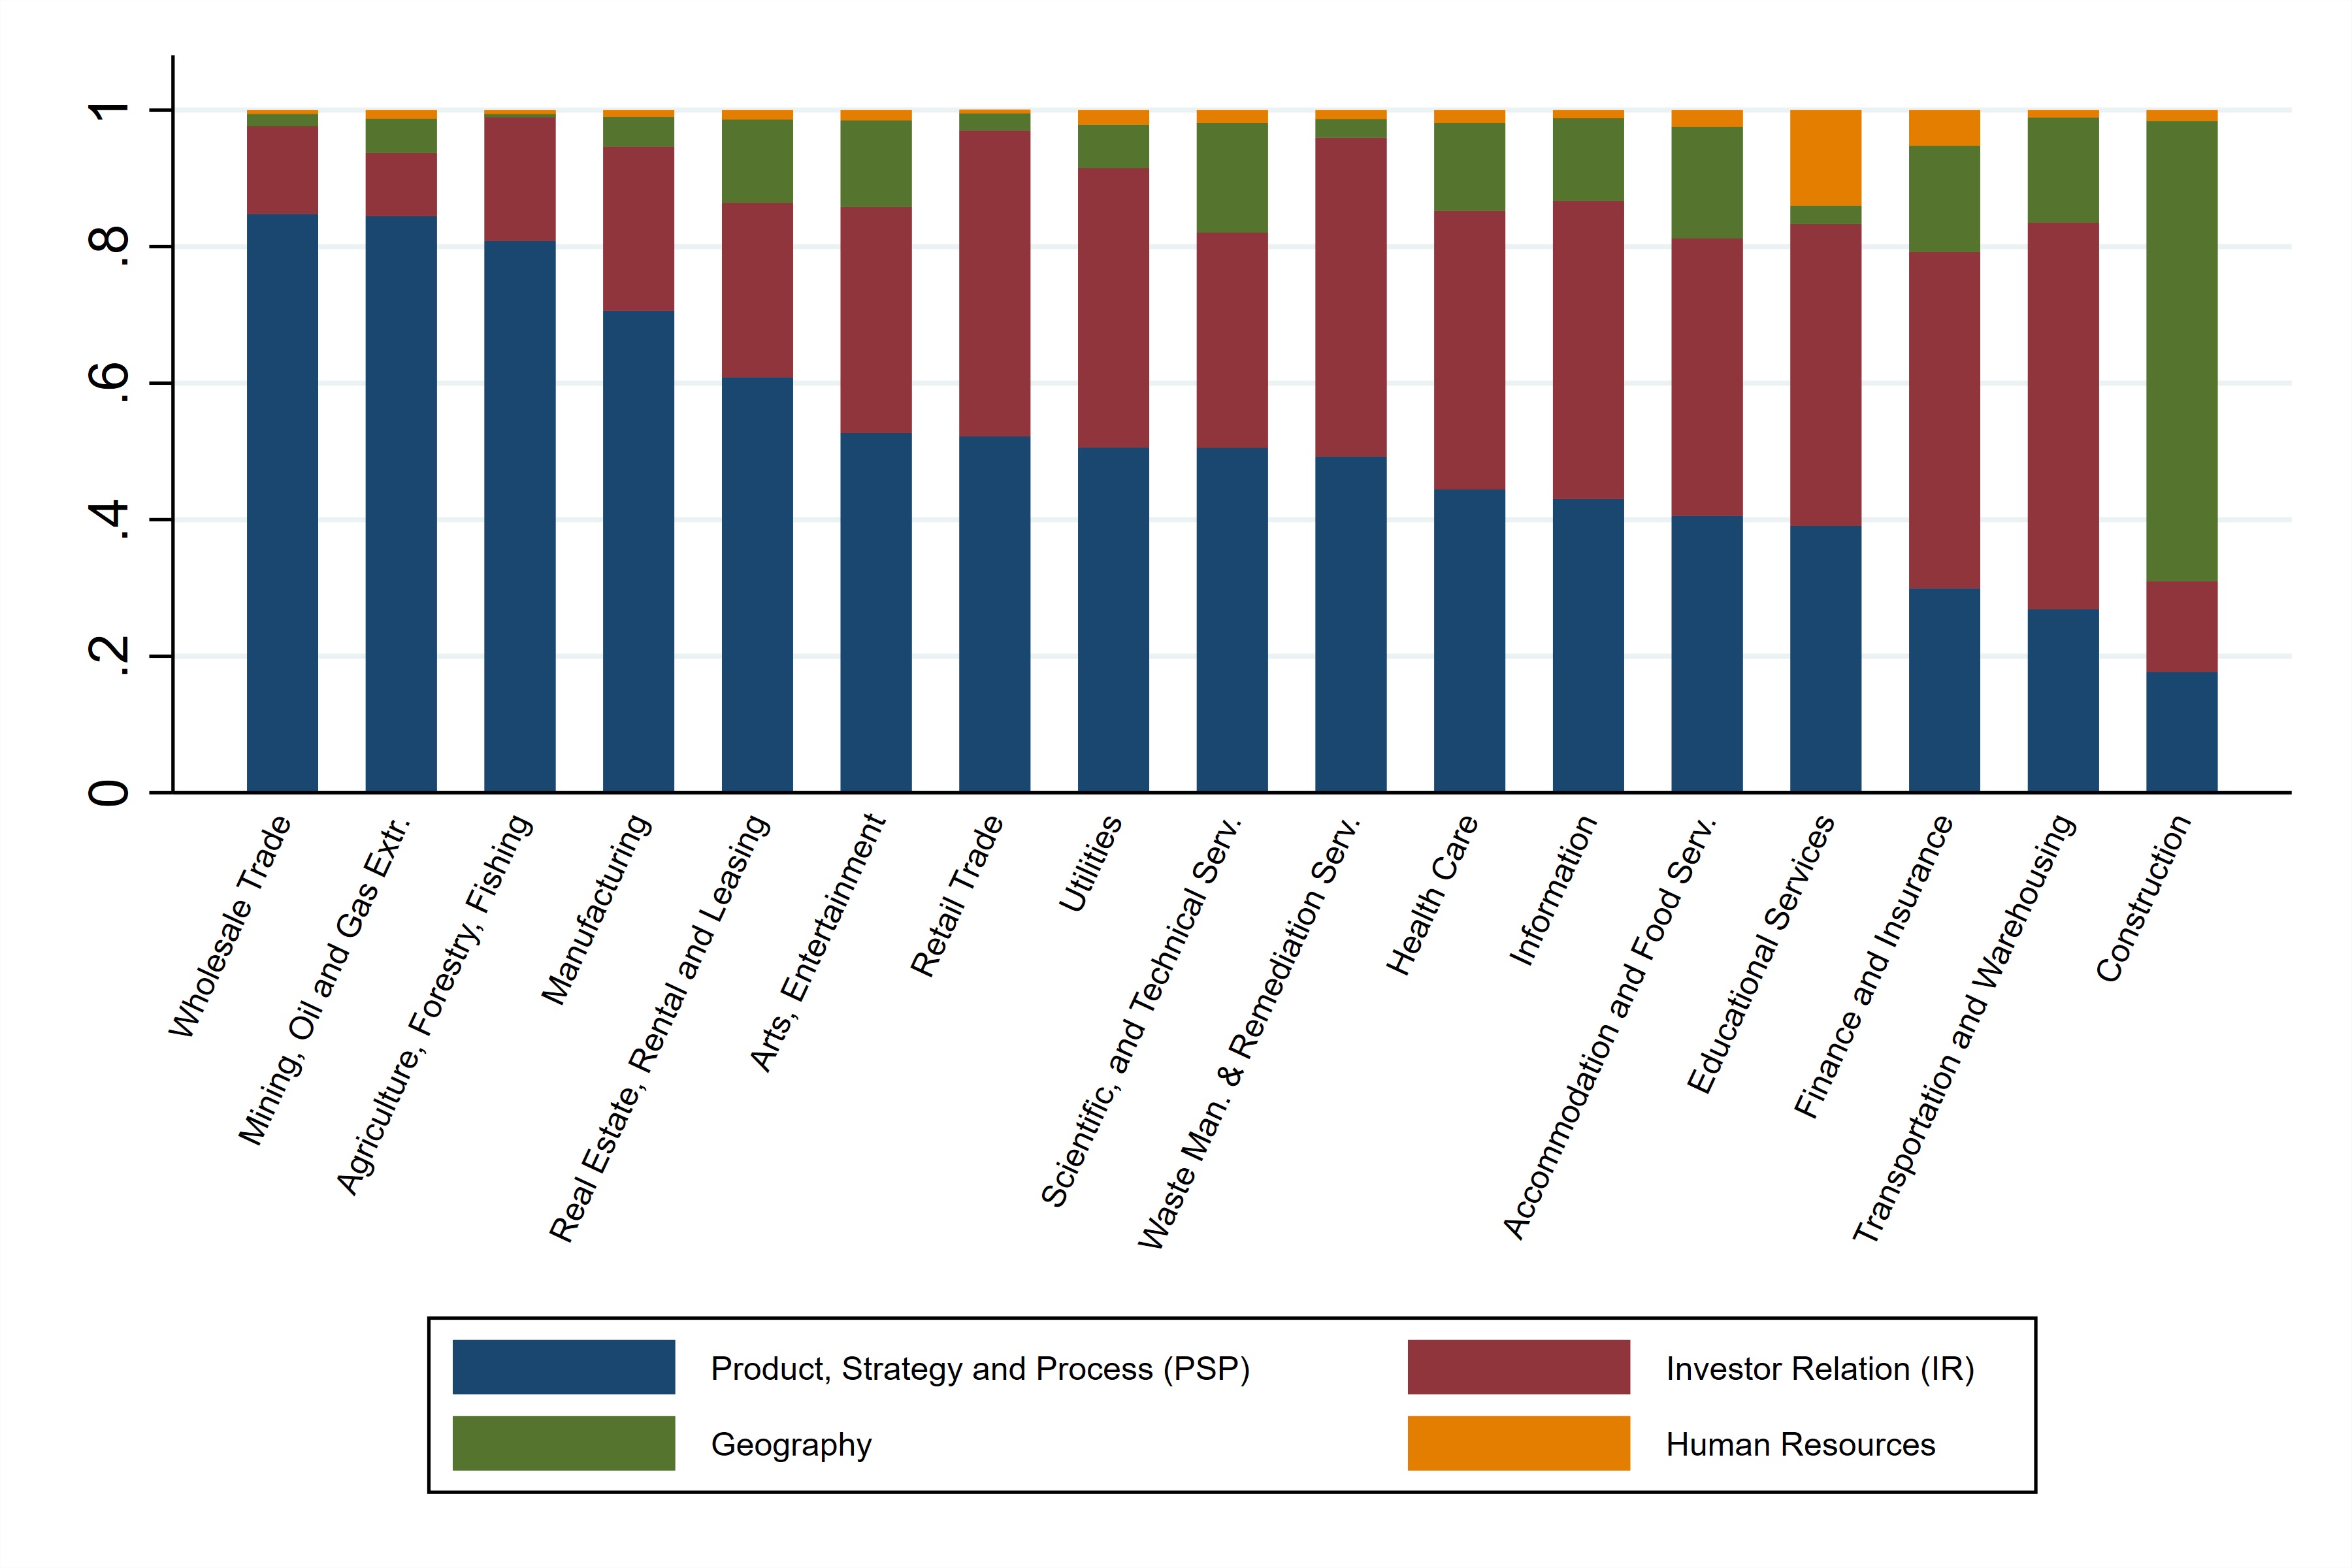 1
.8
.6
.4
.2
0
Wholesale Trade
Mining, Oil and Gas Extr.
Agriculture, Forestry, Fishing
Manufacturing
Real Estate, Rental and Leasing
Arts, Entertainment
Retail Trade
Utilities
Scientific, and Technical Serv.
Waste Man. & Remediation Serv.
Health Care
Information
Accommodation and Food Serv.
Educational Services
Finance and Insurance
Transportation and Warehousing
Construction
Product, Strategy and Process (PSP)
Investor Relation (IR)
Geography
Human Resources